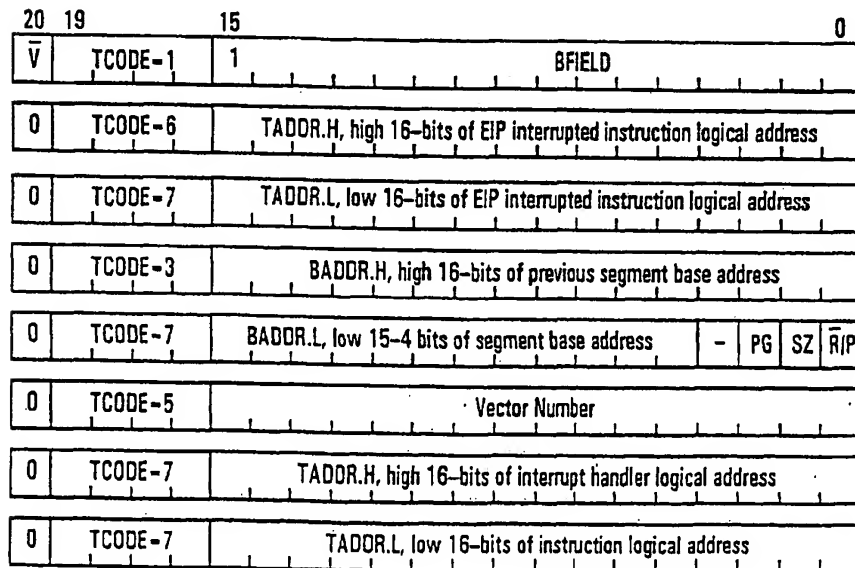 20 19 15 0
V̅ TCODE-1 1 BFIELD
0 TCODE-6 TADDR.H, high 16-bits of EIP interrupted instruction logical address
0 TCODE-7 TADDR.L, low 16-bits of EIP interrupted instruction logical address
0 TCODE-3 BADDR.H, high 16-bits of previous segment base address
0 TCODE-7 BADDR.L, low 15-4 bits of segment base address - PG SZ R̅/P
0 TCODE-5 Vector Number
0 TCODE-7 TADDR.H, high 16-bits of interrupt handler logical address
0 TCODE-7 TADDR.L, low 16-bits of instruction logical address